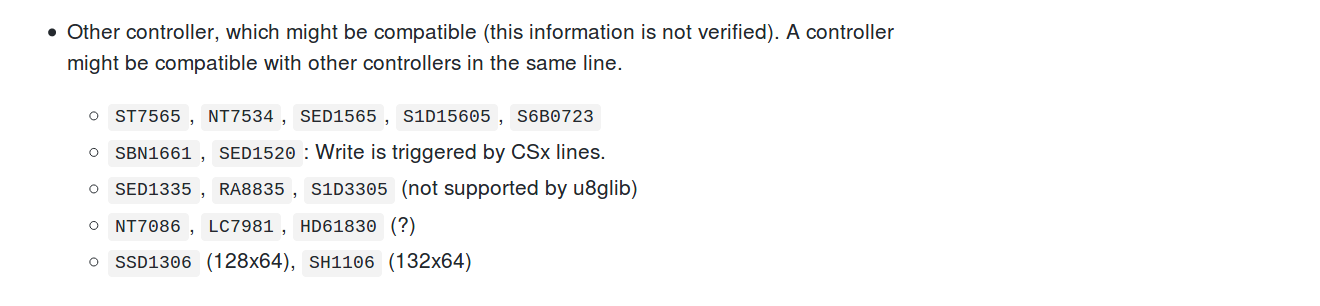 Other controller, which might be compatible (this information is not verified). A controller
might be compatible with other controllers in the same line.
ST7565, NT7534, SED1565, S1D15605, S6B0723
SBN1661, SED1520: Write is triggered by CSx lines.
SED1335, RA8835, S1D3305 (not supported by u8glib)
NT7086, LC7981, HD61830 (?)
SSD1306 (128x64), SH1106 (132x64)